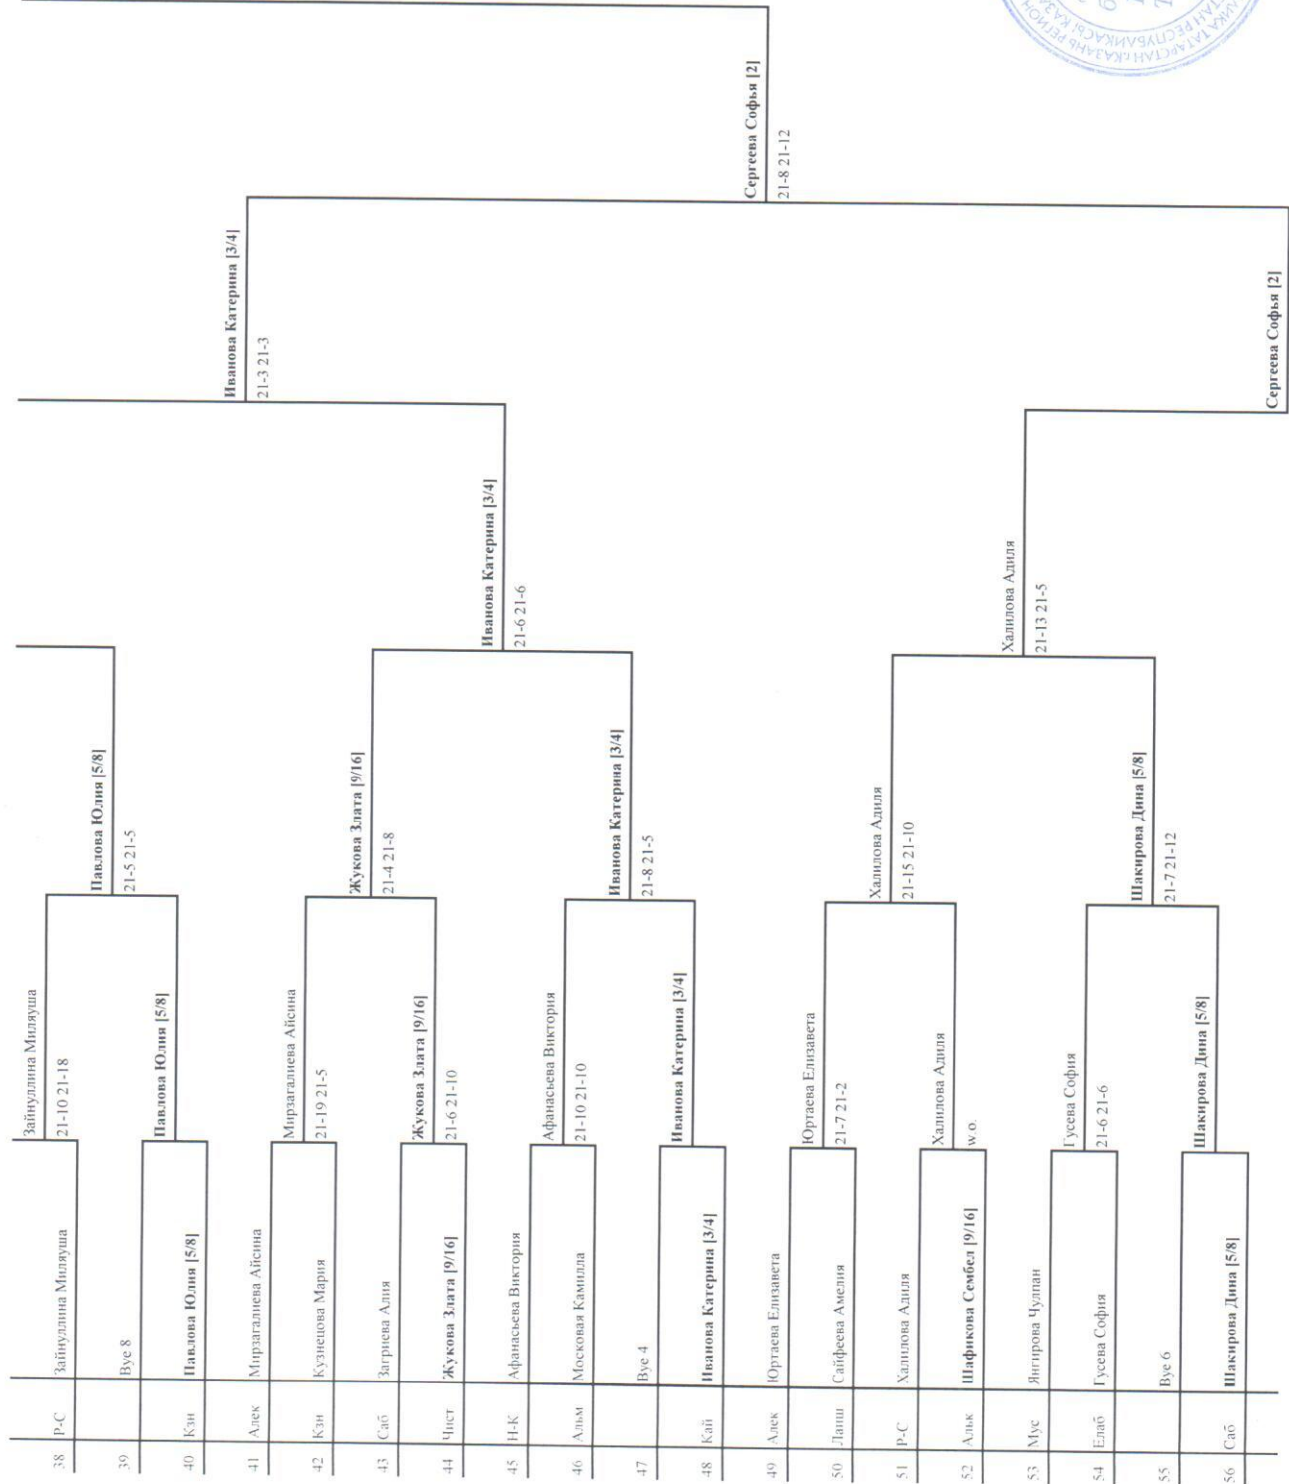 38 Р-С Зайнуллина Миляуша
39 Bye 8
40 Кзн Павлова Юлия [5/8]
41 Алек Мирзагалиева Айсина
42 Кзн Кузнецова Мария
43 Саб Загриева Алия
44 Чист Жукова Злата [9/16]
45 Н-К Афанасьева Виктория
46 Альм Московая Камилла
47 Bye 4
48 Кай Иванова Катерина [3/4]
49 Алек Юртаева Елизавета
50 Лаиш Сайфеева Амелия
51 Р-С Халилова Адиля
52 Альк Шафикова Сембел [9/16]
53 Мус Янгирова Чулпан
54 Елаб Гусева София
55 Bye 6
56 Саб Шакирова Дина [5/8]
Зайнуллина Миляуша
21-10 21-18
Павлова Юлия [5/8]
Мирзагалиева Айсина
21-19 21-5
Жукова Злата [9/16]
21-6 21-10
Афанасьева Виктория
21-10 21-10
Иванова Катерина [3/4]
Юртаева Елизавета
21-7 21-2
Халилова Адиля
w.o.
Гусева София
21-6 21-6
Шакирова Дина [5/8]
Павлова Юлия [5/8]
21-5 21-5
Жукова Злата [9/16]
21-4 21-8
Иванова Катерина [3/4]
21-8 21-5
Халилова Адиля
21-15 21-10
Шакирова Дина [5/8]
21-7 21-12
Иванова Катерина [3/4]
21-6 21-6
Халилова Адиля
21-13 21-5
Иванова Катерина [3/4]
21-3 21-3
Сергеева Софья [2]
Сергеева Софья [2]
21-8 21-12
ТАТАРСТАН г.КАЗАНЬ РЕГИОН
РЕСПУБЛИКАСЫ КАЗА